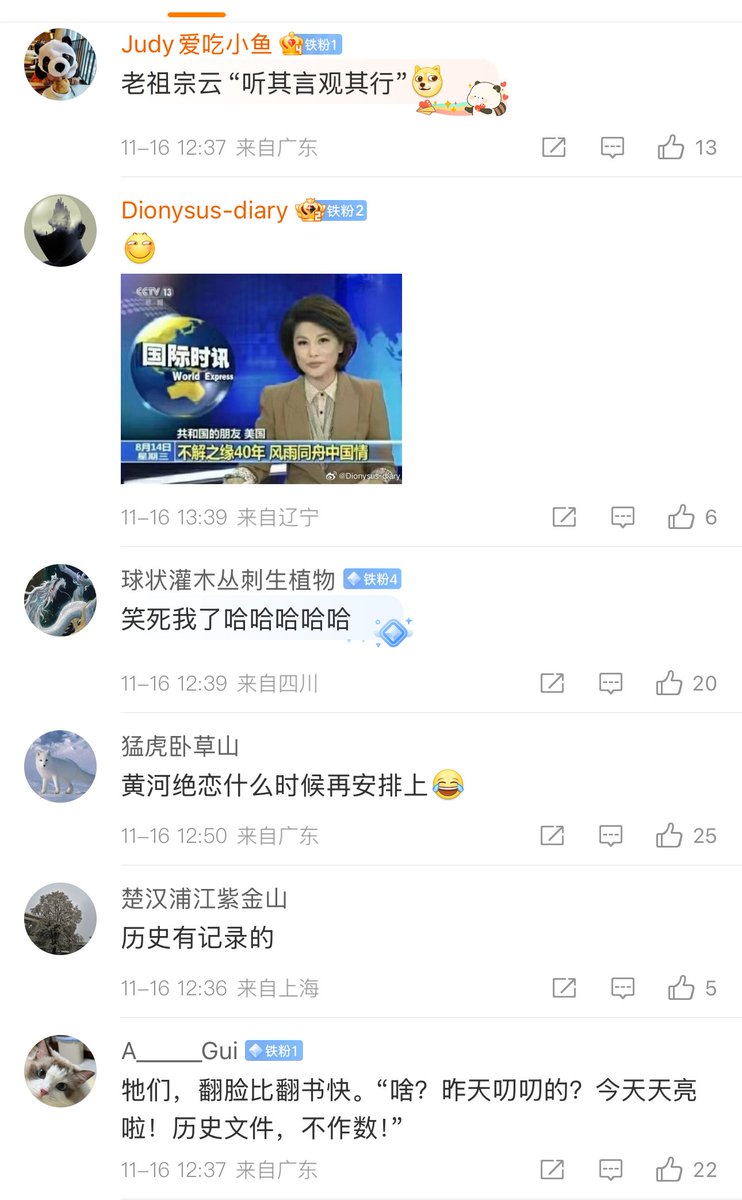 Judy爱吃小鱼 铁粉1
老祖宗云“听其言观其行”
11-16 12:37 来自广东 13
Dionysus-diary 铁粉2
CCTV 13
国际时讯
World Express
共和国的朋友 美国
8月14日
星期三
不解之缘40年 风雨同舟中国情
@Dionysus-diary
11-16 13:39 来自辽宁 6
球状灌木丛刺生植物 铁粉4
笑死我了哈哈哈哈哈
11-16 12:39 来自四川 20
猛虎卧草山
黄河绝恋什么时候再安排上
11-16 12:50 来自广东 25
楚汉浦江紫金山
历史有记录的
11-16 12:36 来自上海 5
A______Gui 铁粉1
牠们，翻脸比翻书快。“啥？昨天叨叨的？今天天亮
啦！历史文件，不作数！”
11-16 12:37 来自广东 22